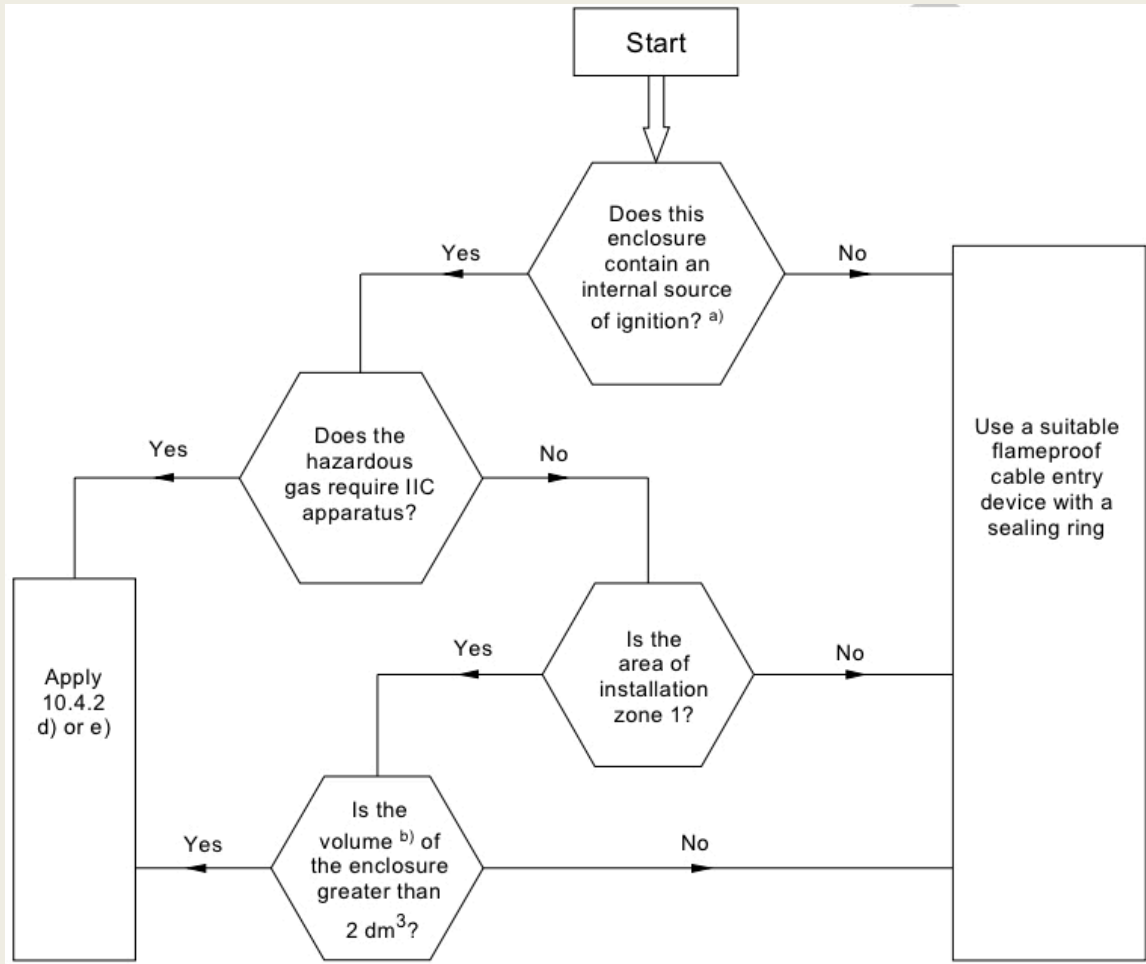 Start
Does this
enclosure
contain an
internal source
of ignition? a)
Yes
No
Does the
hazardous
gas require IIC
apparatus?
Yes
No
Use a suitable
flameproof
cable entry
device with a
sealing ring
Is the
area of
installation
zone 1?
Yes
No
Apply
10.4.2
d) or e)
Is the
volume b) of
the enclosure
greater than
2 dm³?
Yes
No